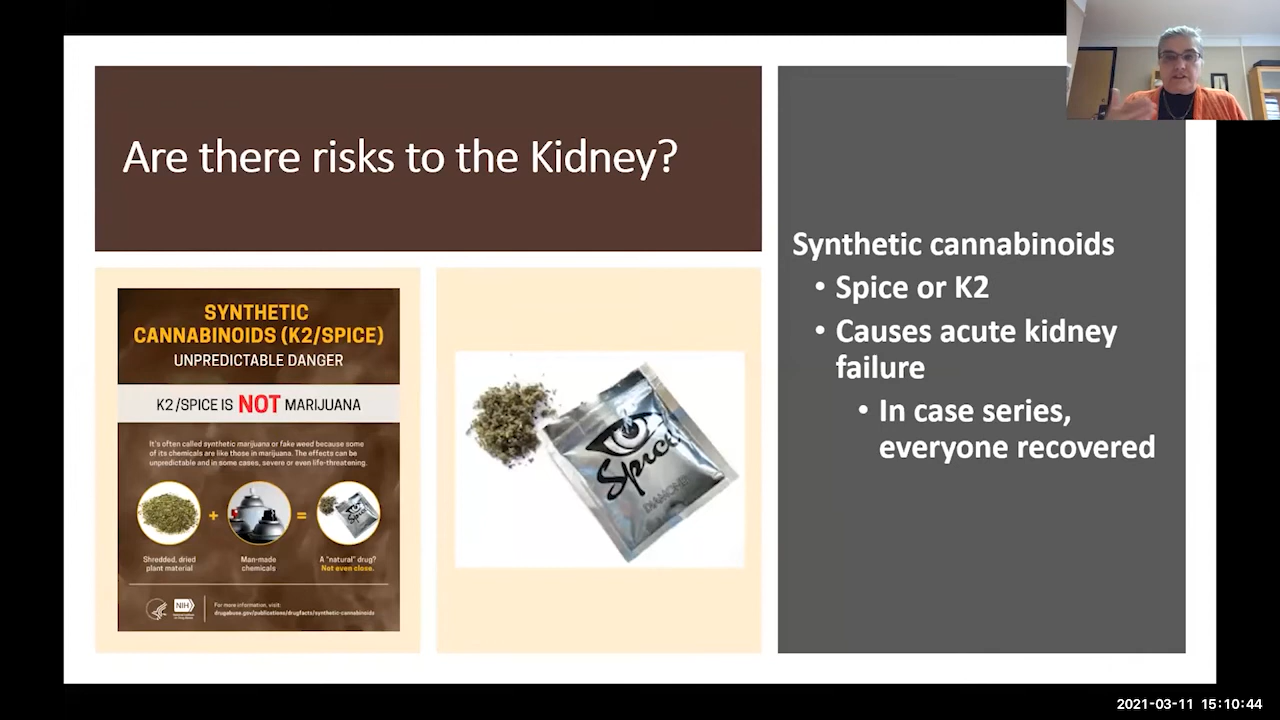 Are there risks to the Kidney?
SYNTHETIC
CANNABINOIDS (K2/SPICE)
UNPREDICTABLE DANGER
K2/SPICE IS NOT MARIJUANA
It's often called synthetic marijuana or fake weed because some
of its chemicals are like those in marijuana. The effects can be
unpredictable and in some cases, severe or even life-threatening.
+
=
Shredded, dried
plant material
Man-made
chemicals
A "natural" drug?
Not even close.
NIH
For more information, visit:
drugabuse.gov/publications/drugfacts/synthetic-cannabinoids
Spice
DIAMOND
Synthetic cannabinoids
• Spice or K2
• Causes acute kidney
failure
• In case series,
everyone recovered
2021-03-11 15:10:44